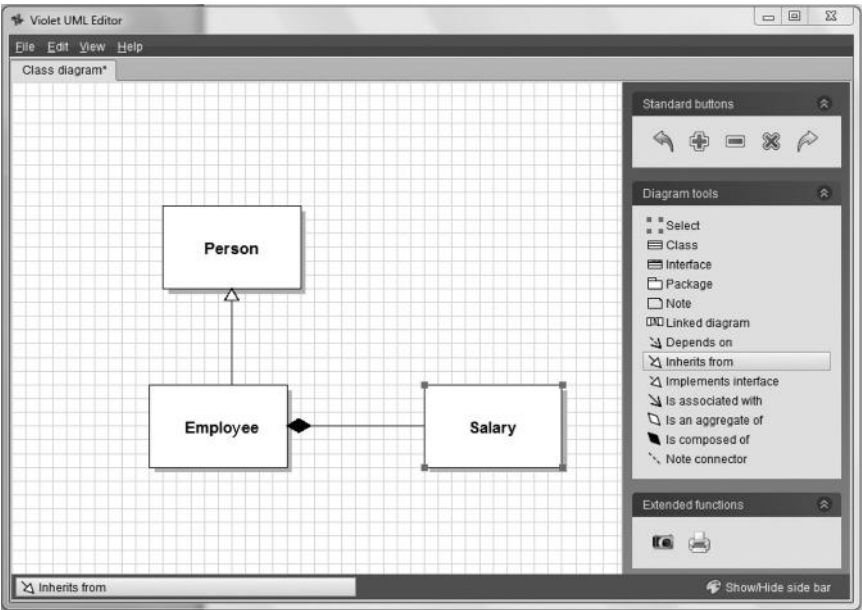 Violet UML Editor
File Edit View Help
Class diagram*
Standard buttons
Diagram tools
Select
Class
Interface
Package
Note
Linked diagram
Depends on
Inherits from
Implements interface
Is associated with
Is an aggregate of
Is composed of
Note connector
Extended functions
Person
Employee
Salary
Inherits from
Show/Hide side bar